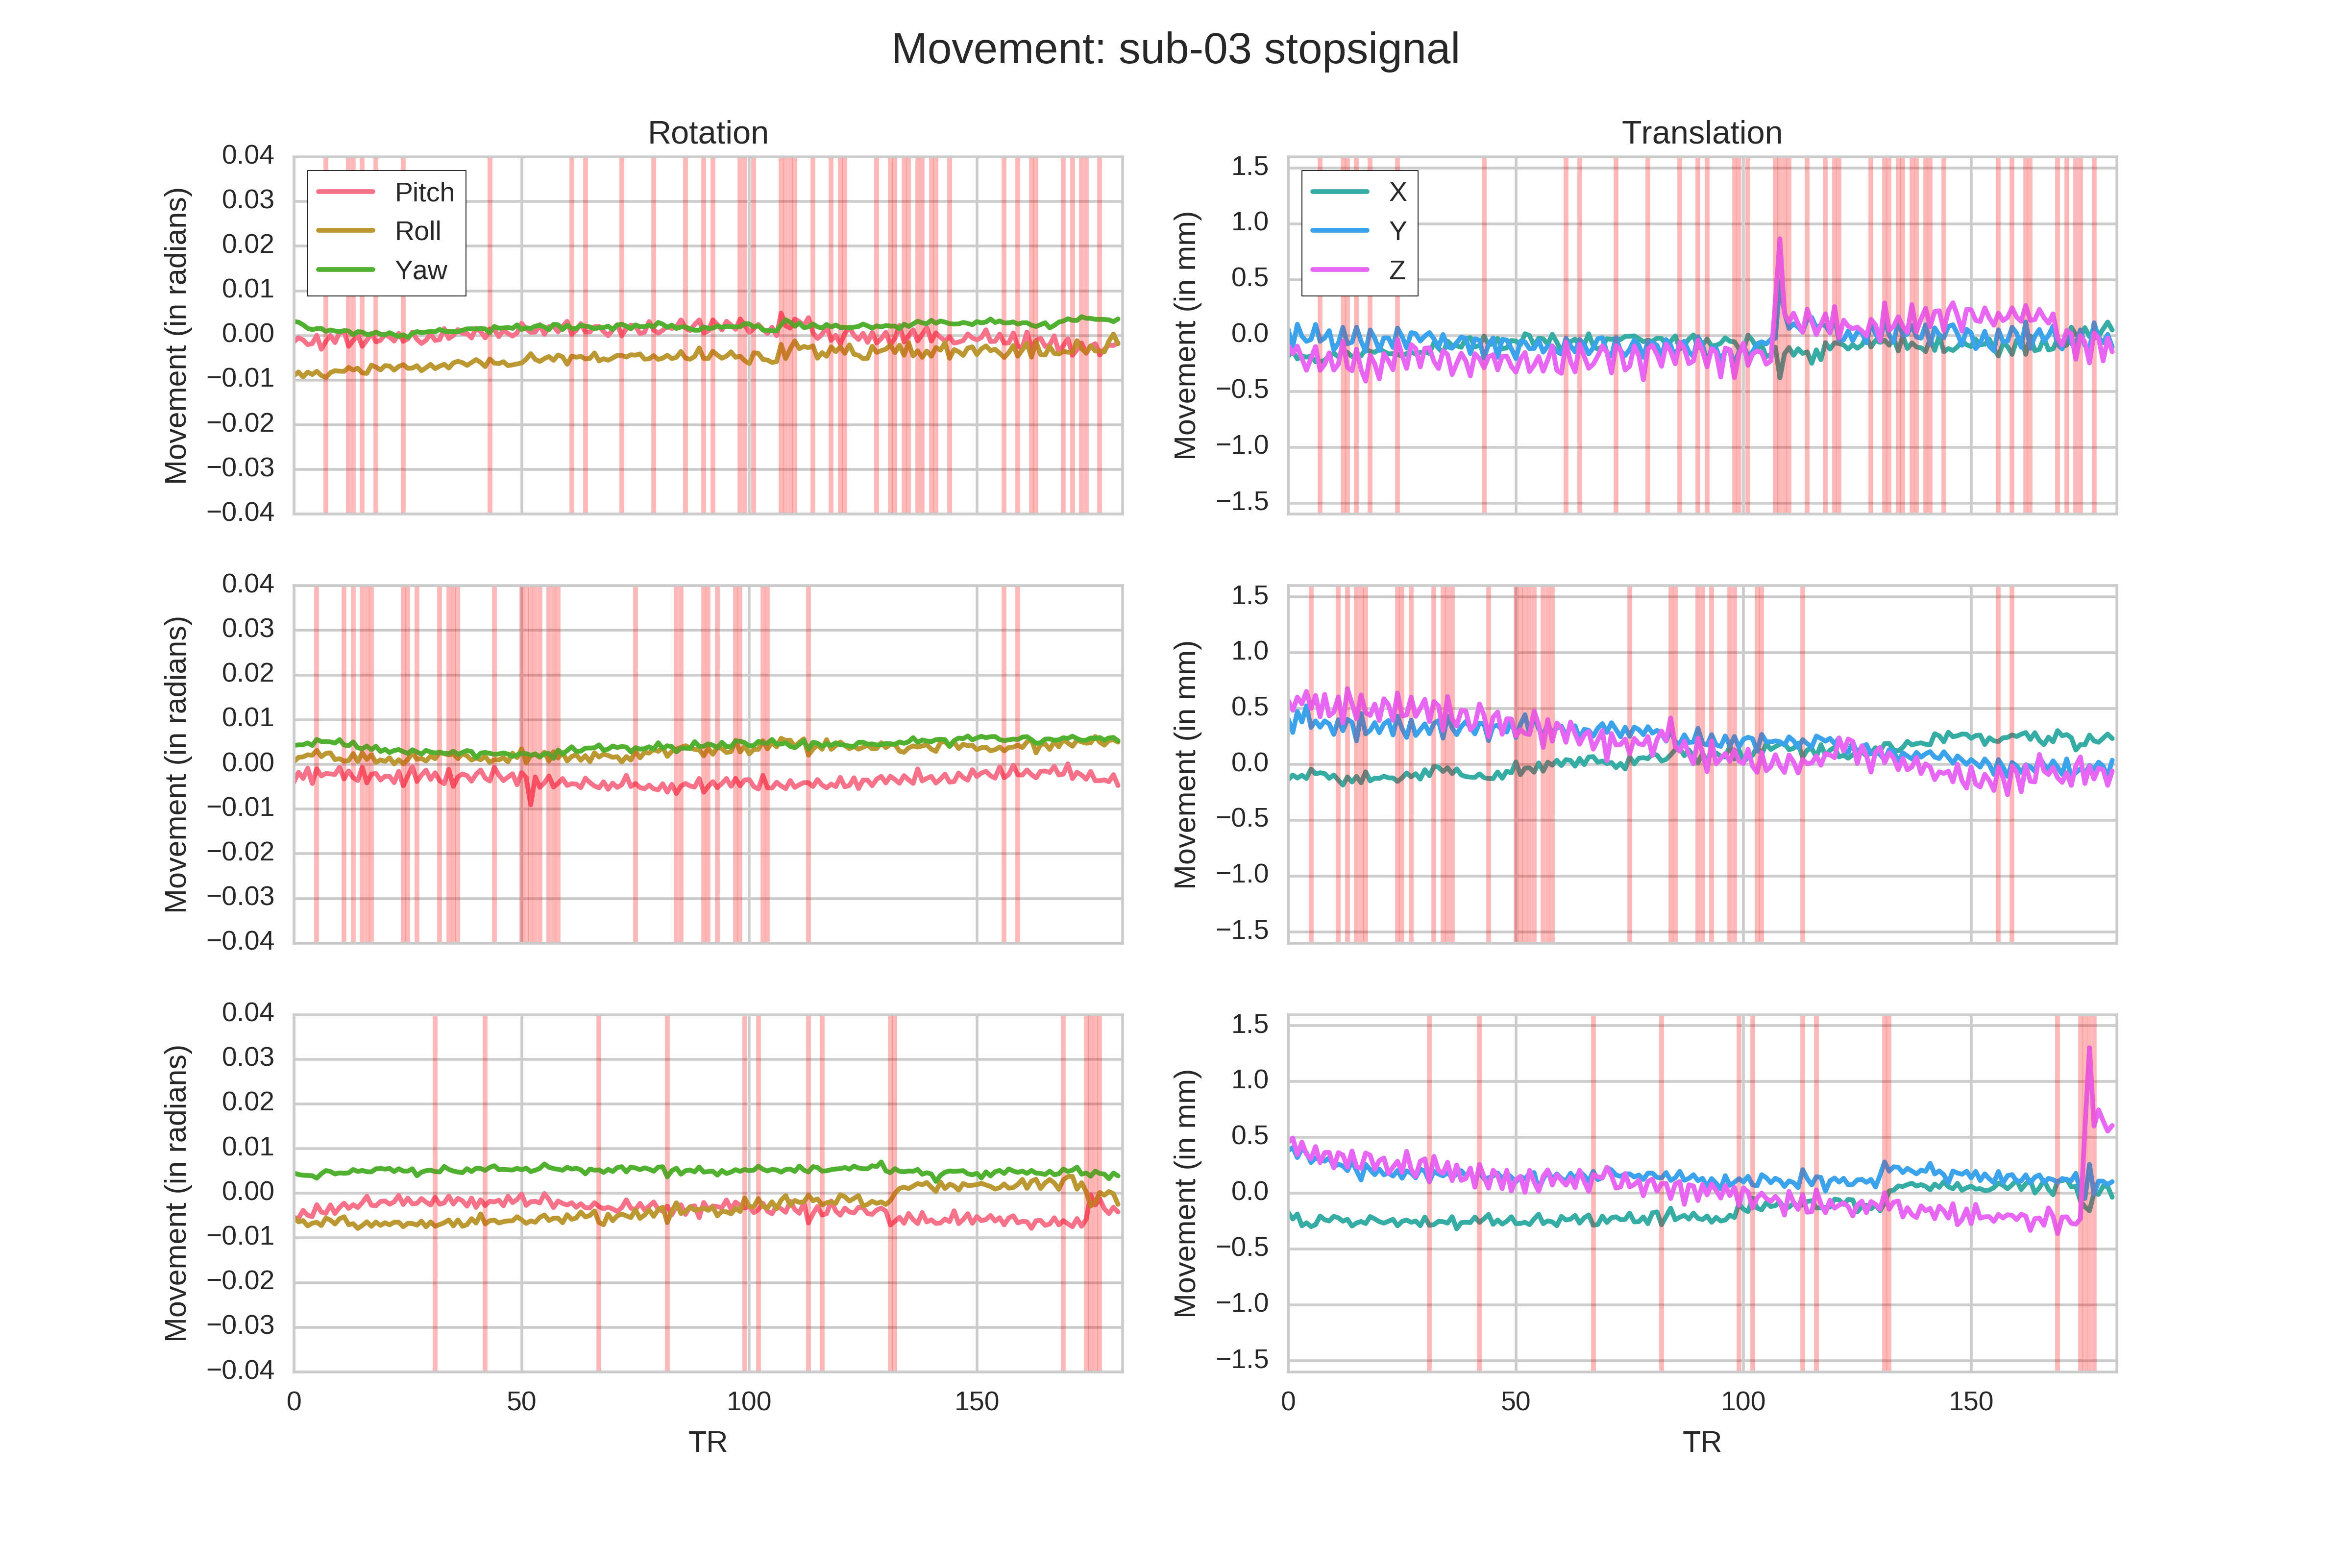 Movement: sub-03 stopsignal
Rotation
Translation
Movement (in radians)
0.04
0.03
0.02
0.01
0.00
−0.01
−0.02
−0.03
−0.04
Pitch
Roll
Yaw
Movement (in mm)
1.5
1.0
0.5
0.0
−0.5
−1.0
−1.5
X
Y
Z
Movement (in radians)
0.04
0.03
0.02
0.01
0.00
−0.01
−0.02
−0.03
−0.04
Movement (in mm)
1.5
1.0
0.5
0.0
−0.5
−1.0
−1.5
Movement (in radians)
0.04
0.03
0.02
0.01
0.00
−0.01
−0.02
−0.03
−0.04
0 50 100 150
TR
Movement (in mm)
1.5
1.0
0.5
0.0
−0.5
−1.0
−1.5
0 50 100 150
TR